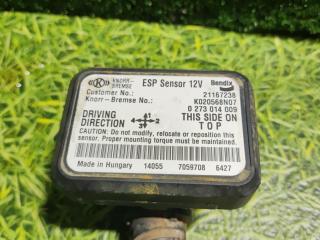 KNORR-BREMSE ESP Sensor 12V Bendix
Customer No.: 21167238
Knorr-Bremse No.: K020568N07
0 273 014 009
DRIVING DIRECTION
THIS SIDE ON TOP
CAUTION: Do not modify, relocate or reposition this
sensor. Proper mounting torque must be maintained.
Made in Hungary 14055 7059708 6427